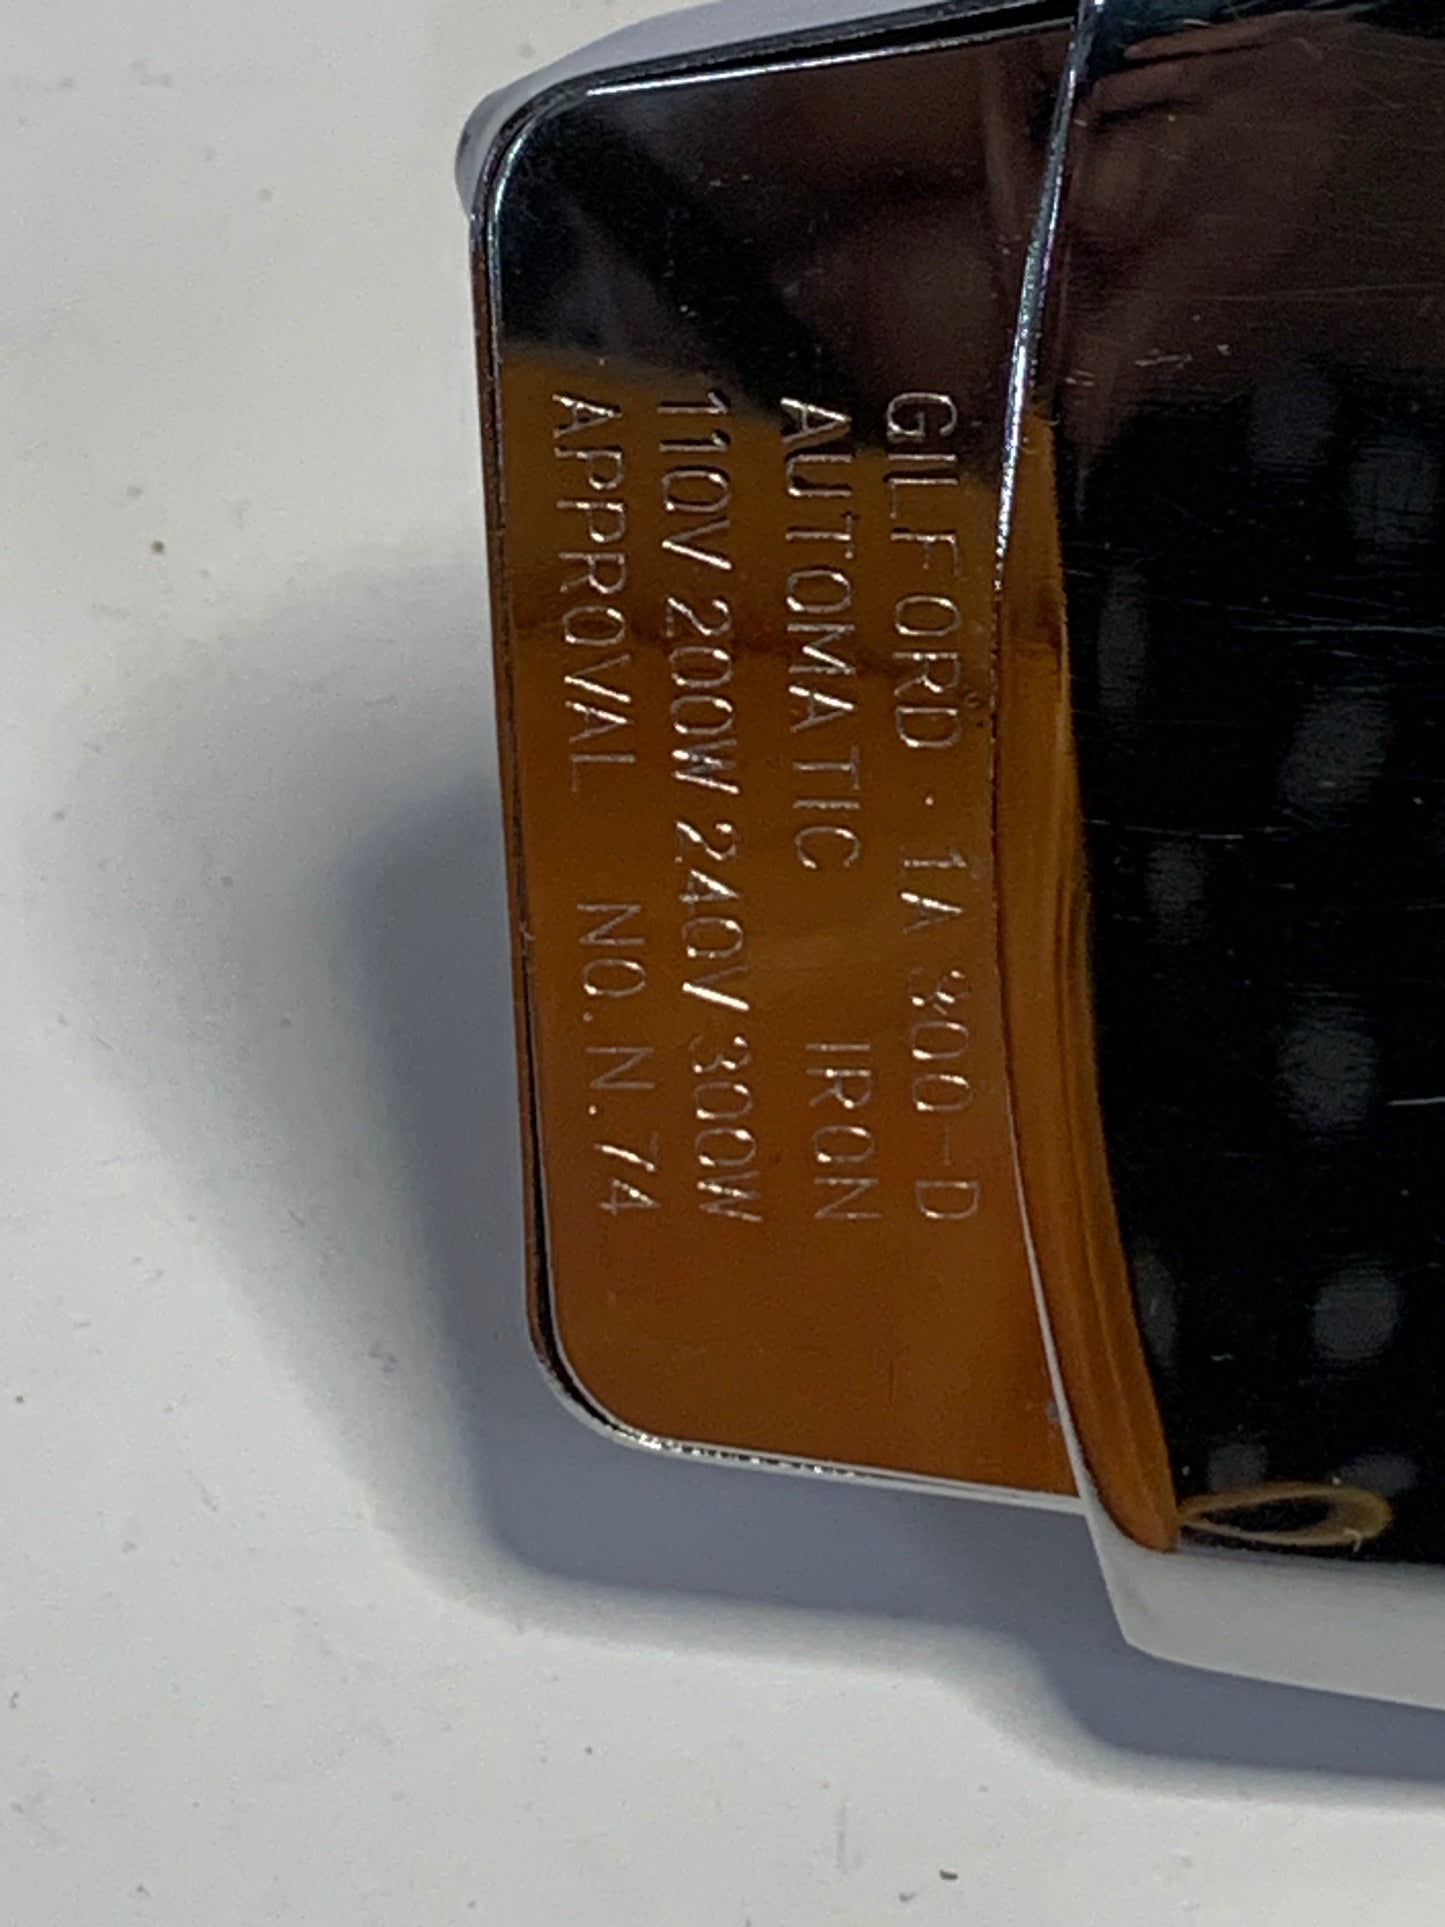 GILFORD · 1A 300-D
AUTOMATIC IRON
110V 200W 240V 300W
APPROVAL NO. N.74